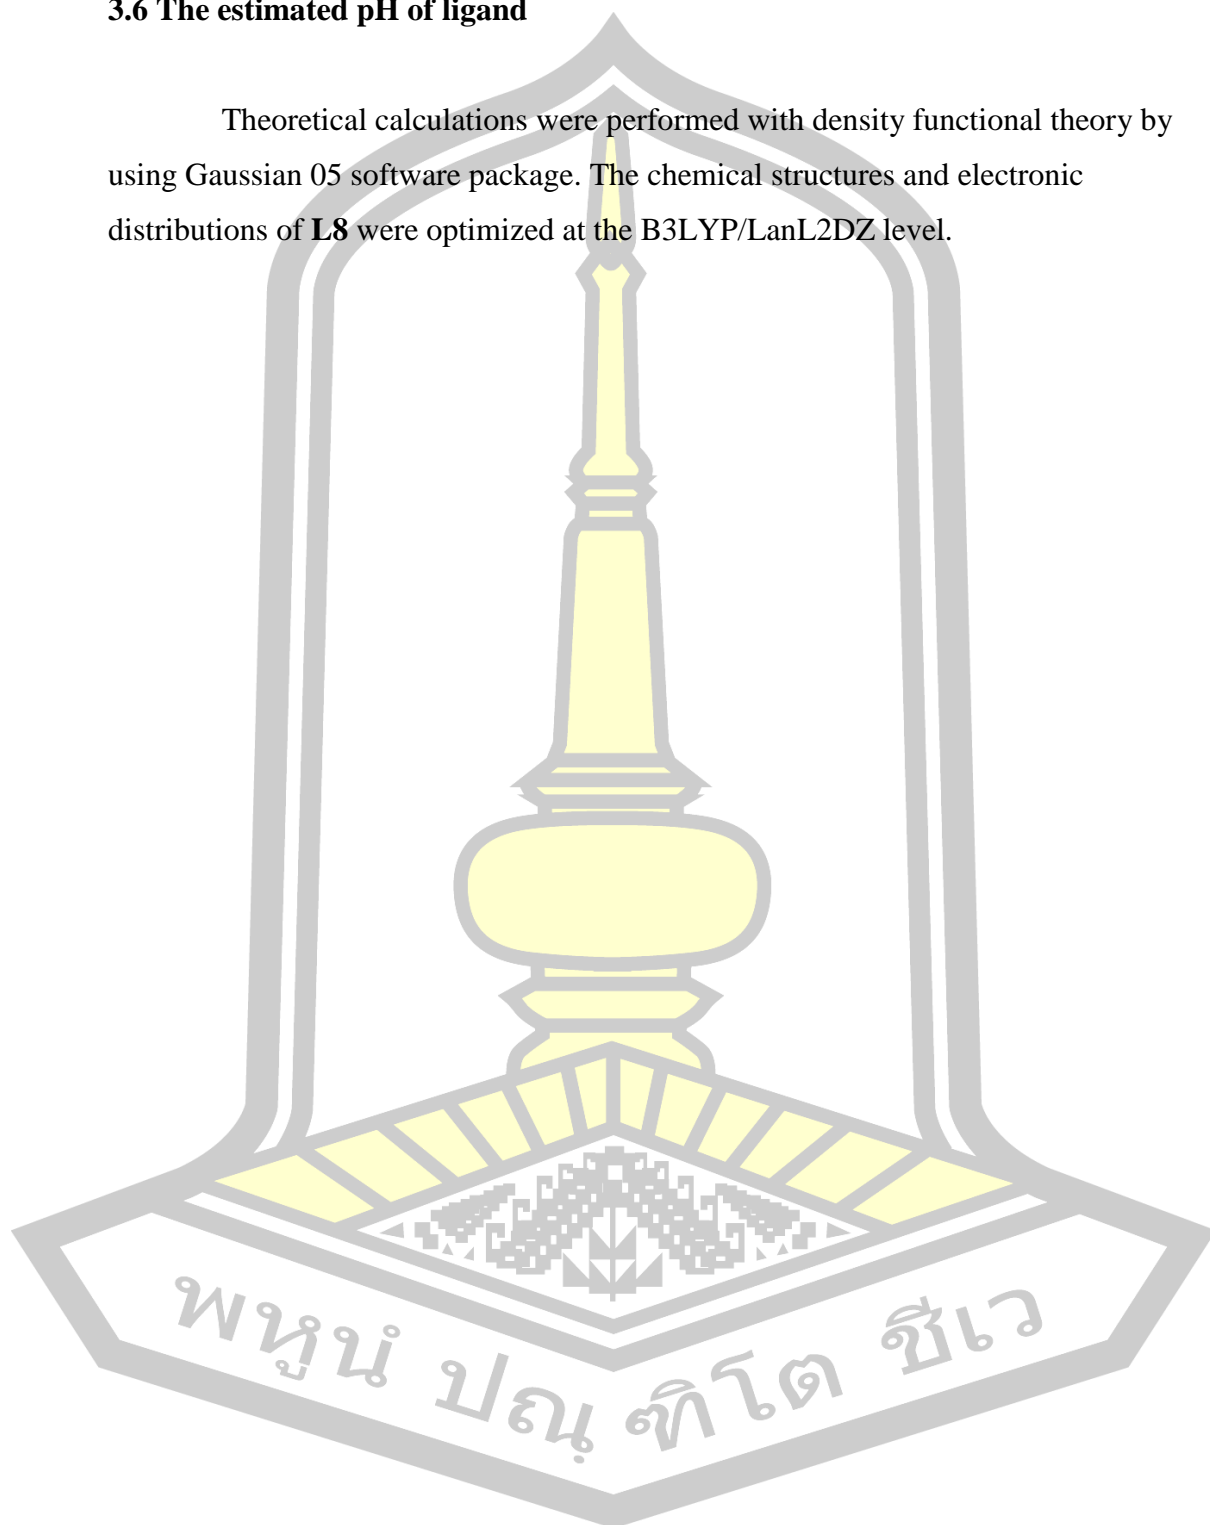 3.6 The estimated pH of ligand
Theoretical calculations were performed with density functional theory by
using Gaussian 05 software package. The chemical structures and electronic
distributions of L8 were optimized at the B3LYP/LanL2DZ level.
พหูนํ ปณฺฑิโต ชีเว